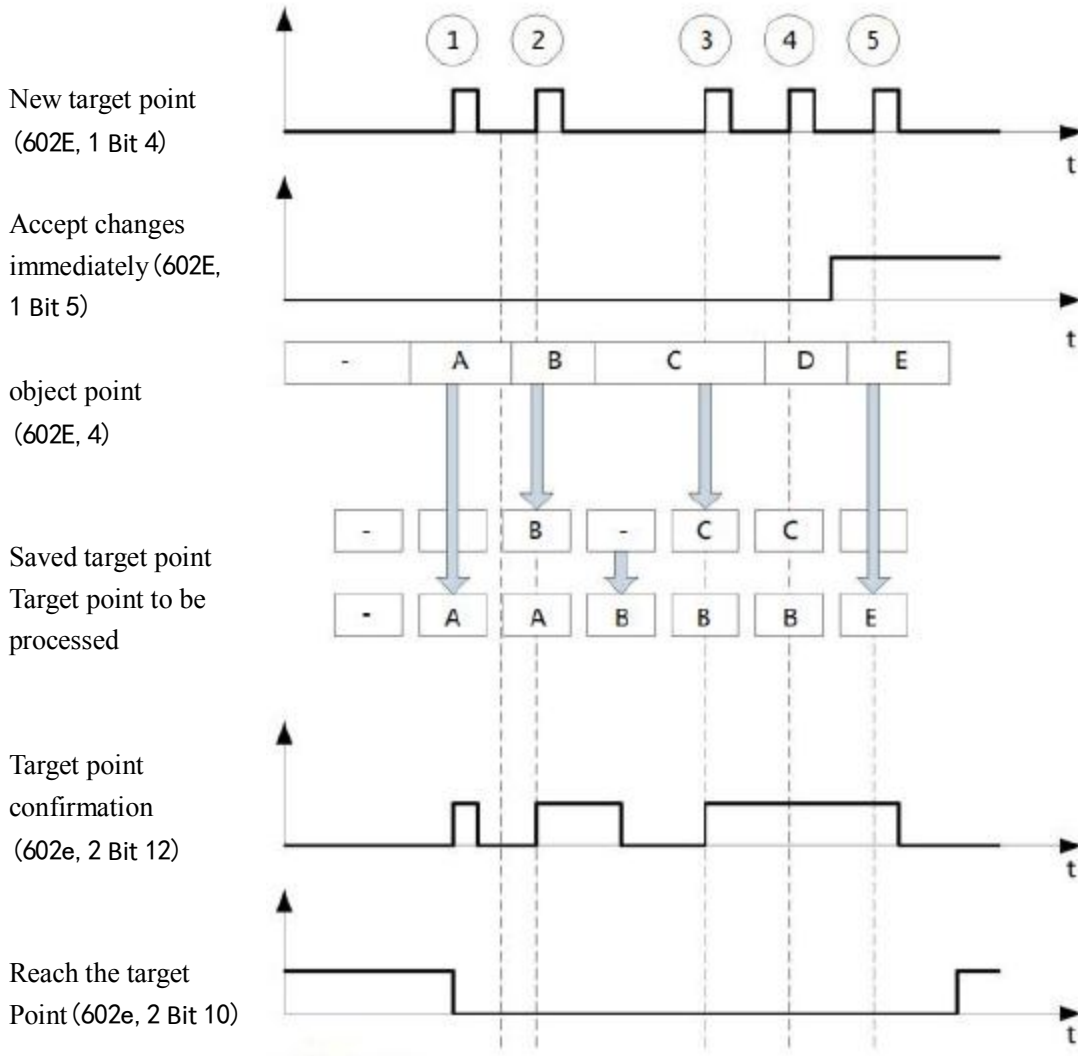 1 2 3 4 5
New target point
(602E, 1 Bit 4)
t
Accept changes
immediately (602E,
1 Bit 5)
t
- A B C D E
object point
(602E, 4)
- B - C C
Saved target point
Target point to be
processed
- A A B B B E
Target point
confirmation
(602e, 2 Bit 12)
t
Reach the target
Point (602e, 2 Bit 10)
t